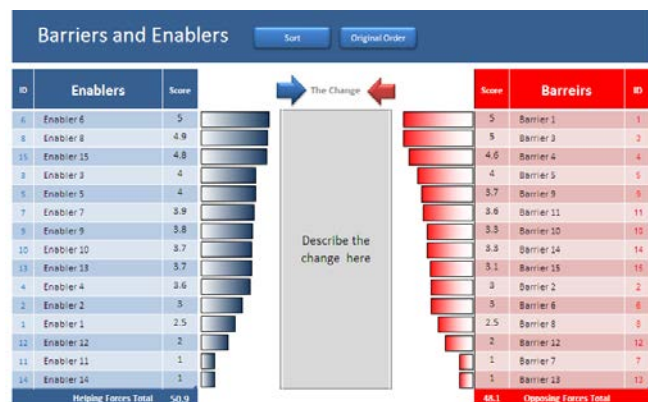 Barriers and Enablers
Sort
Original Order
ID Enablers Score
6 Enabler 6 5
8 Enabler 8 4.9
15 Enabler 15 4.8
3 Enabler 3 4
5 Enabler 5 4
7 Enabler 7 3.9
9 Enabler 9 3.8
10 Enabler 10 3.7
13 Enabler 13 3.7
4 Enabler 4 3.6
2 Enabler 2 3
1 Enabler 1 2.5
12 Enabler 12 2
11 Enabler 11 1
14 Enabler 14 1
Helping Forces Total 50.9
The Change
Describe the
change here
Score Barreirs ID
5 Barrier 1 1
5 Barrier 3 3
4.6 Barrier 4 4
4 Barrier 5 5
3.7 Barrier 9 9
3.6 Barrier 11 11
3.3 Barrier 10 10
3.3 Barrier 14 14
3.1 Barrier 15 15
3 Barrier 2 2
3 Barrier 6 6
2.5 Barrier 8 8
2 Barrier 12 12
1 Barrier 7 7
1 Barrier 13 13
48.1 Opposing Forces Total